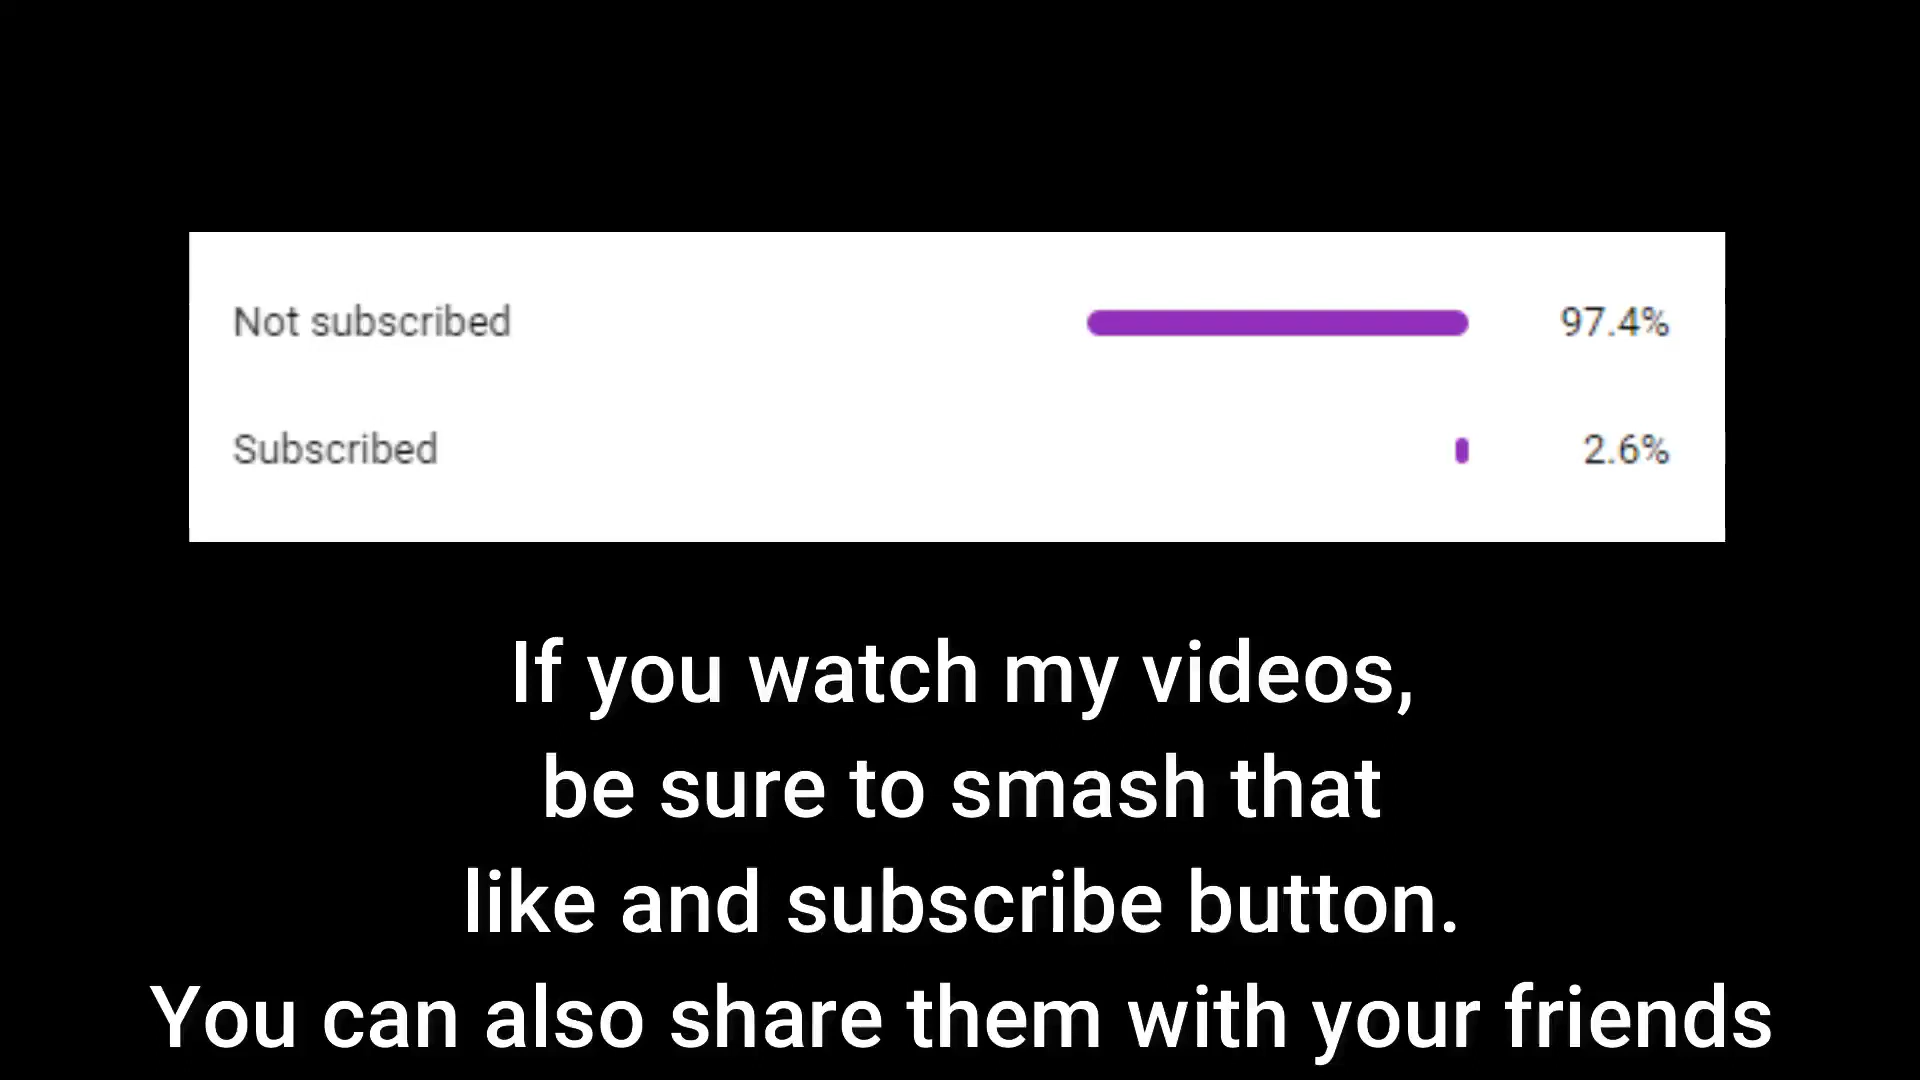 Not subscribed 97.4%
Subscribed 2.6%
If you watch my videos,
be sure to smash that
like and subscribe button.
You can also share them with your friends